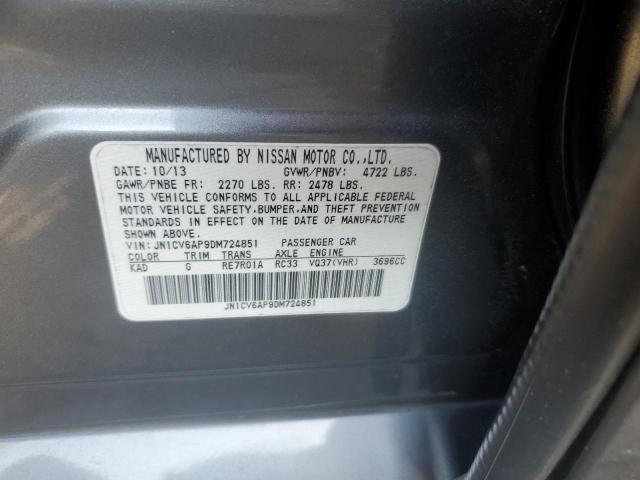 MANUFACTURED BY NISSAN MOTOR CO.,LTD.
DATE: 10/13 GVWR/PNBV: 4722 LBS.
GAWR/PNBE FR: 2270 LBS. RR: 2478 LBS.
THIS VEHICLE CONFORMS TO ALL APPLICABLE FEDERAL
MOTOR VEHICLE SAFETY,BUMPER,AND THEFT PREVENTION
STANDARDS IN EFFECT ON THE DATE OF MANUFACTURE
SHOWN ABOVE.
VIN: JN1CV6AP9DM724851 PASSENGER CAR
COLOR TRIM TRANS AXLE ENGINE
KAD G RE7R01A RC33 VQ37(VHR) 3696CC
JN1CV6AP9DM724851